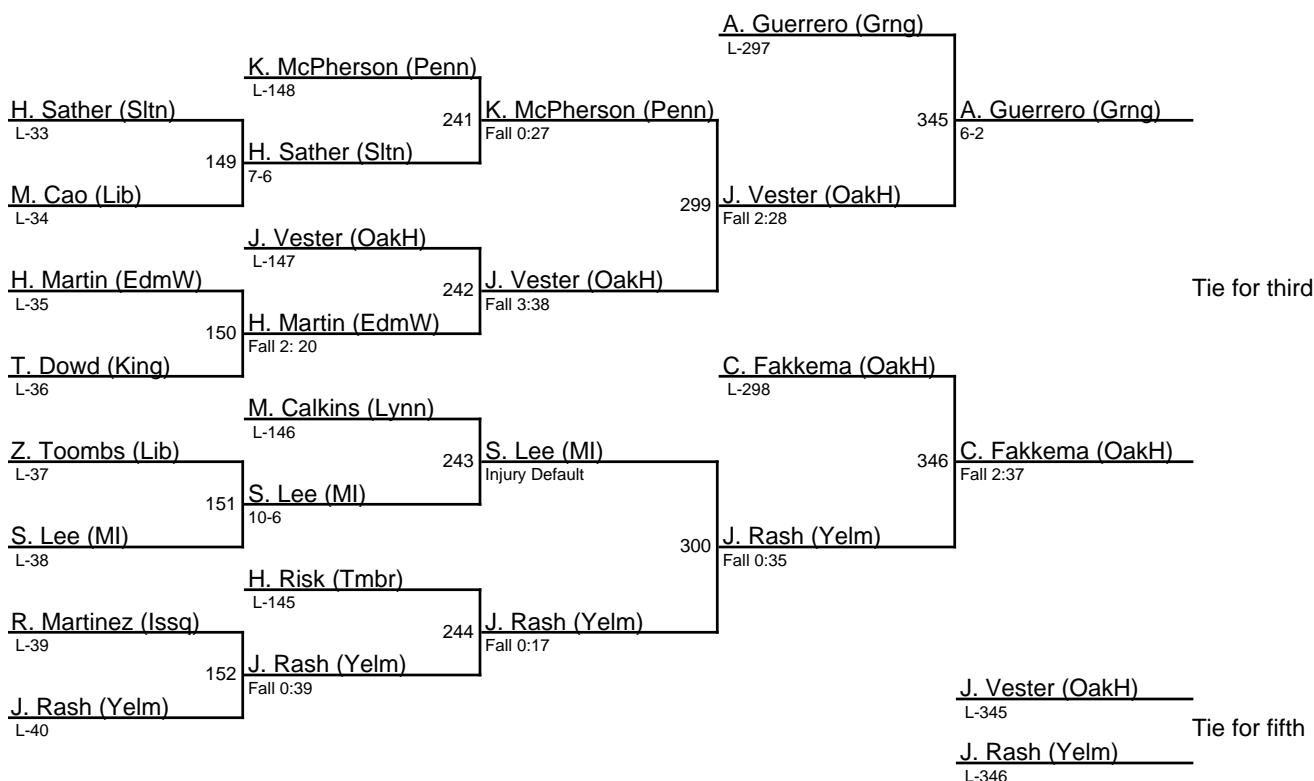 A. Guerrero (Grng)
L-297
K. McPherson (Penn)
L-148
H. Sather (Sltn)
L-33
241
K. McPherson (Penn)
Fall 0:27
345
A. Guerrero (Grng)
6-2
149
H. Sather (Sltn)
7-6
M. Cao (Lib)
L-34
299
J. Vester (OakH)
Fall 2:28
J. Vester (OakH)
L-147
H. Martin (EdmW)
L-35
242
J. Vester (OakH)
Fall 3:38
Tie for third
150
H. Martin (EdmW)
Fall 2: 20
T. Dowd (King)
L-36
C. Fakkema (OakH)
L-298
M. Calkins (Lynn)
L-146
Z. Toombs (Lib)
L-37
243
S. Lee (MI)
Injury Default
346
C. Fakkema (OakH)
Fall 2:37
151
S. Lee (MI)
10-6
S. Lee (MI)
L-38
300
J. Rash (Yelm)
Fall 0:35
H. Risk (Tmbr)
L-145
R. Martinez (Issq)
L-39
244
J. Rash (Yelm)
Fall 0:17
152
J. Rash (Yelm)
Fall 0:39
J. Rash (Yelm)
L-40
J. Vester (OakH)
L-345
Tie for fifth
J. Rash (Yelm)
L-346